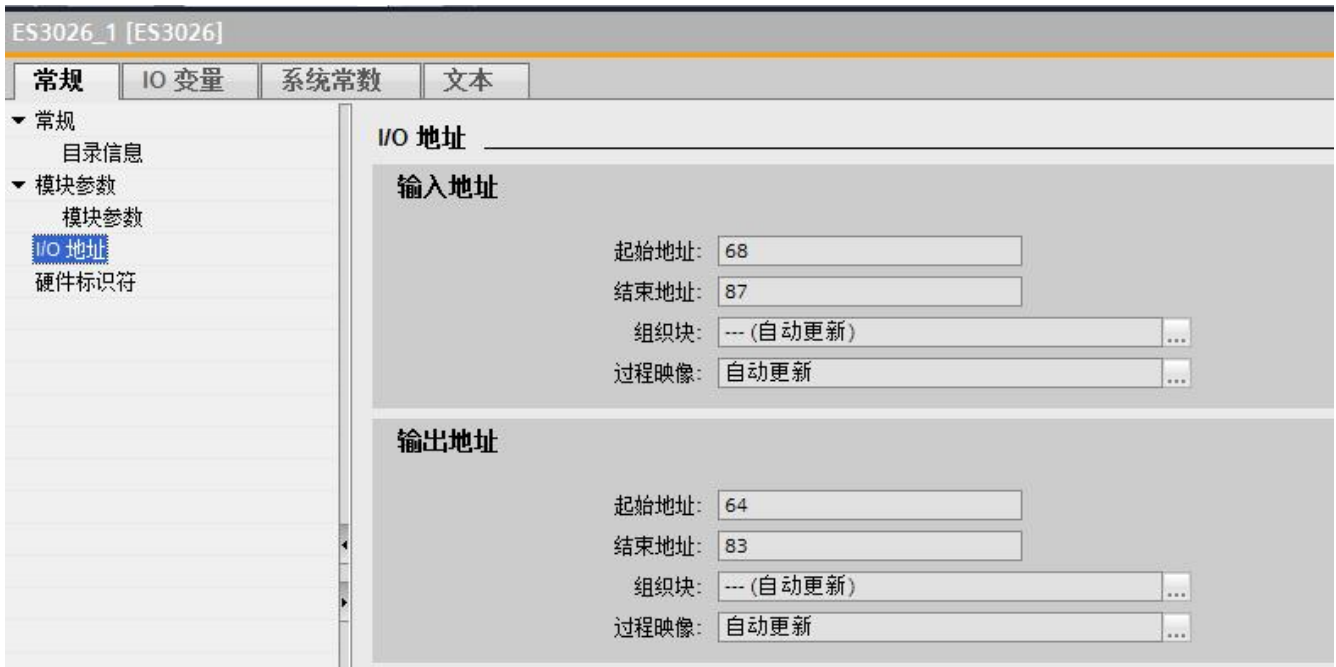 ES3026_1 [ES3026]
常规 IO 变量 系统常数 文本
常规
目录信息
模块参数
模块参数
I/O 地址
硬件标识符
I/O 地址
输入地址
起始地址: 68
结束地址: 87
组织块: --- (自动更新)
过程映像: 自动更新
输出地址
起始地址: 64
结束地址: 83
组织块: --- (自动更新)
过程映像: 自动更新